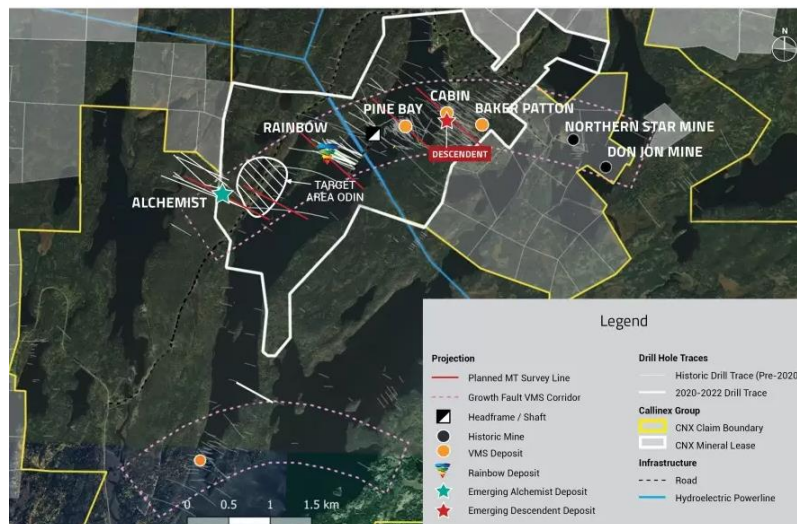 N
CABIN
PINE BAY
BAKER PATTON
RAINBOW
NORTHERN STAR MINE
DESCENDENT
DON JON MINE
TARGET
AREA ODIN
ALCHEMIST
Legend
Projection
Planned MT Survey Line
Growth Fault VMS Corridor
Headframe / Shaft
Historic Mine
VMS Deposit
Rainbow Deposit
Emerging Alchemist Deposit
Emerging Descendent Deposit
Drill Hole Traces
Historic Drill Trace (Pre-2020
2020-2022 Drill Trace
Callinex Group
CNX Claim Boundary
CNX Mineral Lease
Infrastructure
Road
Hydroelectric Powerline
0 0.5 1 1.5 km